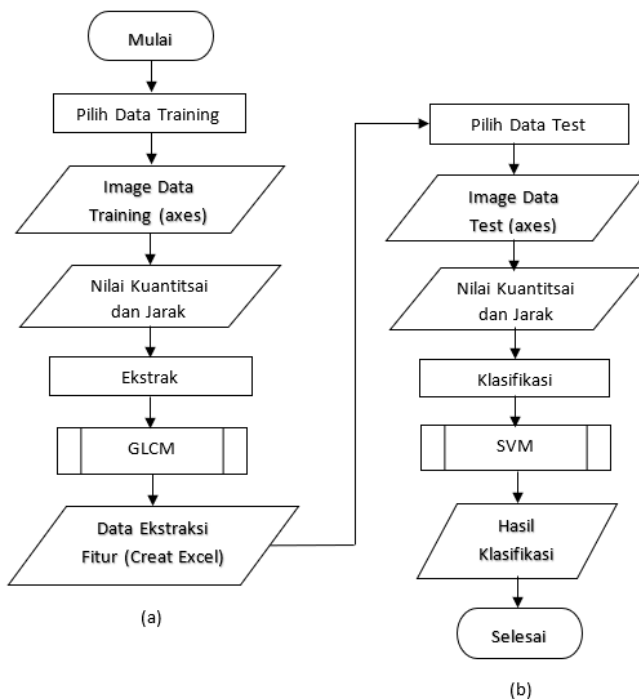 Mulai
Pilih Data Training
Image Data
Training (axes)
Nilai Kuantitsai
dan Jarak
Ekstrak
GLCM
Data Ekstraksi
Fitur (Creat Excel)
(a)
Pilih Data Test
Image Data
Test (axes)
Nilai Kuantitsai
dan Jarak
Klasifikasi
SVM
Hasil
Klasifikasi
Selesai
(b)